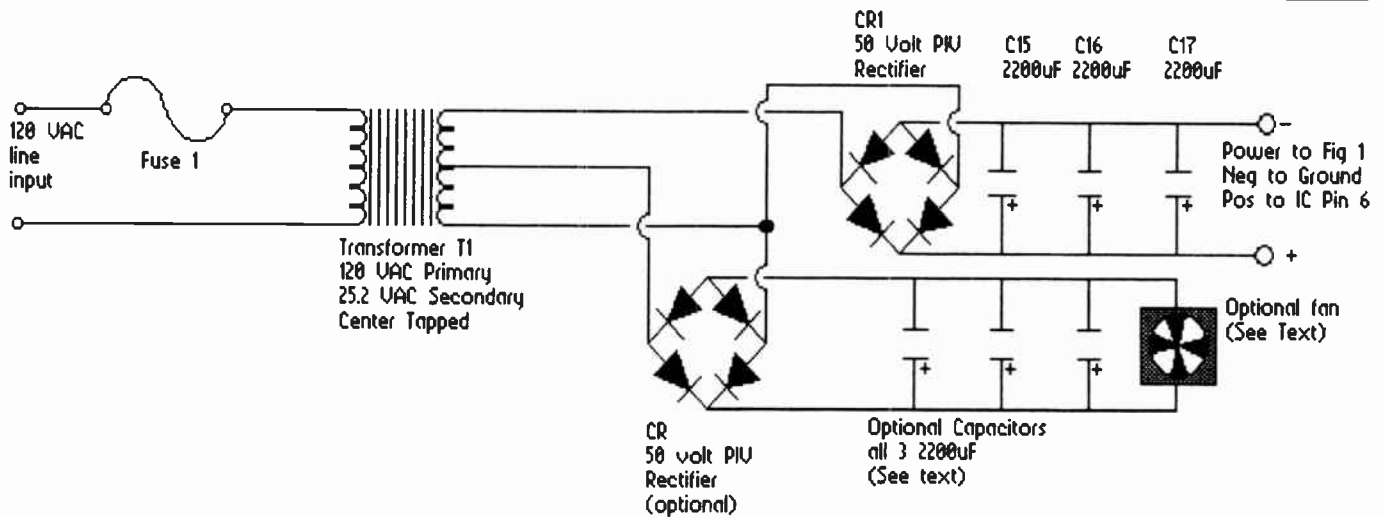 CR1
50 Volt PIV
Rectifier
C15
2200uF
C16
2200uF
C17
2200uF
120 VAC
line
input
Fuse 1
-
Power to Fig 1
Neg to Ground
Pos to IC Pin 6
+
+
+
+
Transformer T1
120 VAC Primary
25.2 VAC Secondary
Center Tapped
Optional fan
(See Text)
+
+
+
CR
50 volt PIV
Rectifier
(optional)
Optional Capacitors
all 3 2200uF
(See text)